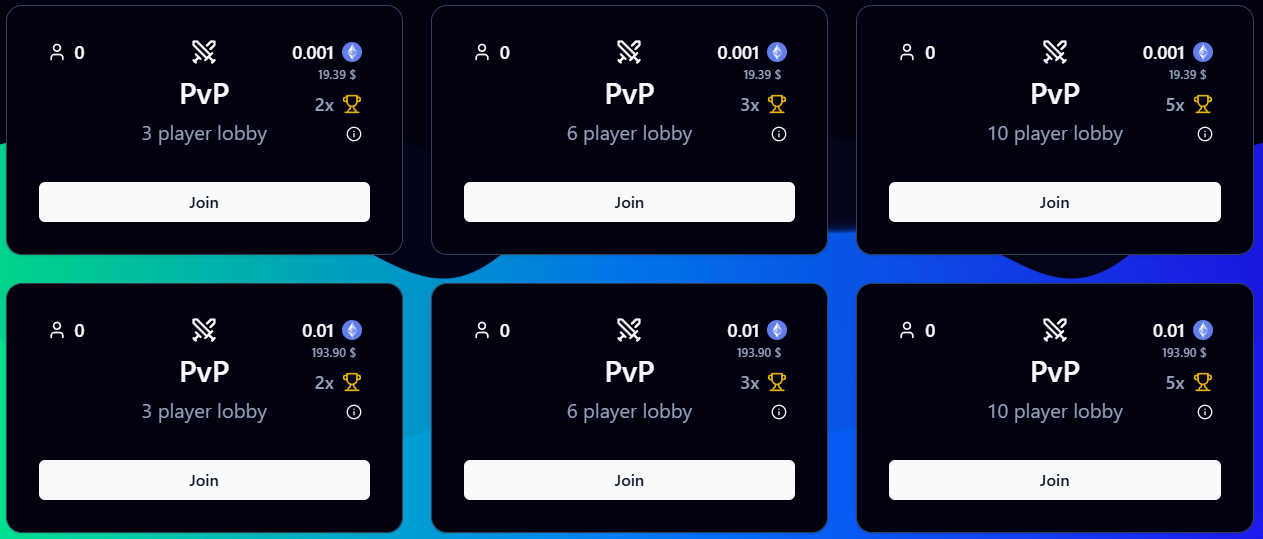 0
0.001
19.39 $
PvP
2x
3 player lobby
Join
0
0.001
19.39 $
PvP
3x
6 player lobby
Join
0
0.001
19.39 $
PvP
5x
10 player lobby
Join
0
0.01
193.90 $
PvP
2x
3 player lobby
Join
0
0.01
193.90 $
PvP
3x
6 player lobby
Join
0
0.01
193.90 $
PvP
5x
10 player lobby
Join